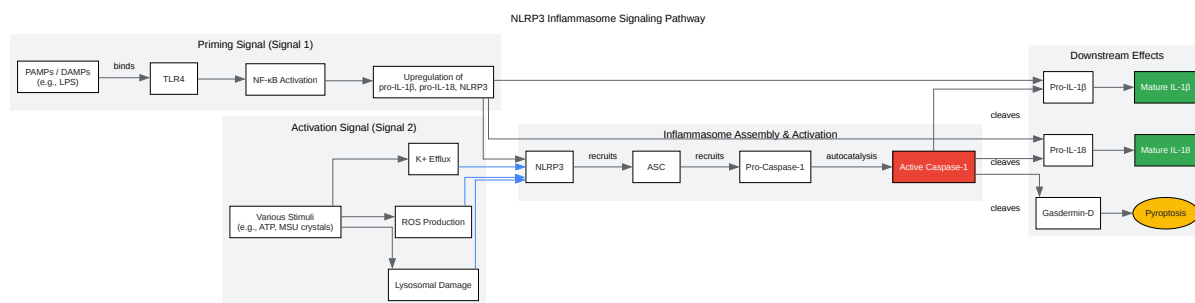 NLRP3 Inflammasome Signaling Pathway
Priming Signal (Signal 1)
PAMPs / DAMPs
(e.g., LPS)
binds
TLR4
NF-κB Activation
Upregulation of
pro-IL-1β, pro-IL-18, NLRP3
Activation Signal (Signal 2)
Various Stimuli
(e.g., ATP, MSU crystals)
K+ Efflux
ROS Production
Lysosomal Damage
Inflammasome Assembly & Activation
NLRP3
recruits
ASC
recruits
Pro-Caspase-1
autocatalysis
Active Caspase-1
cleaves
cleaves
cleaves
Downstream Effects
Pro-IL-1β
Mature IL-1β
Pro-IL-18
Mature IL-18
Gasdermin-D
Pyroptosis